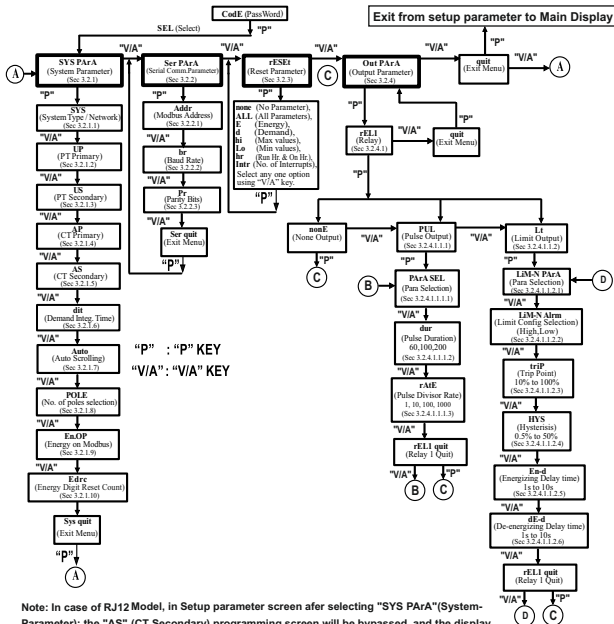 CodE (PassWord)
"P"
SEL (Select)
Exit from setup parameter to Main Display
"P"
A
SYS PArA
(System Parameter)
(Sec 3.2.1)
"V/A"
Ser PArA
(Serial Comm.Parameter)
(Sec 3.2.2)
"V/A"
rESEt
(Reset Parameter)
(Sec 3.2.3)
"V/A"
C
Out PArA
(Output Parameter)
(Sec 3.2.4)
"V/A"
quit
(Exit Menu)
"V/A"
A
"P"
SYS
(System Type / Network)
(Sec 3.2.1.1)
"V/A"
UP
(PT Primary)
(Sec 3.2.1.2)
"V/A"
US
(PT Secondary)
(Sec 3.2.1.3)
"V/A"
AP
(CT Primary)
(Sec 3.2.1.4)
"V/A"
AS
(CT Secondary)
(Sec 3.2.1.5)
"V/A"
dit
(Demand Integ. Time)
(Sec 3.2.1.6)
"V/A"
Auto
(Auto Scrolling)
(Sec 3.2.1.7)
"V/A"
POLE
(No. of poles selection)
(Sec 3.2.1.8)
"V/A"
En.OP
(Energy on Modbus)
(Sec 3.2.1.9)
"V/A"
Edrc
(Energy Digit Reset Count)
(Sec 3.2.1.10)
"V/A"
Sys quit
(Exit Menu)
"P"
A
"P"
Addr
(Modbus Address)
(Sec 3.2.2.1)
"V/A"
br
(Baud Rate)
(Sec 3.2.2.2)
"V/A"
Pr
(Parity Bits)
(Sec 3.2.2.3)
"V/A"
Ser quit
(Exit Menu)
"P"
"P"
none (No Parameter),
ALL (All Parameters),
E (Energy),
d (Demand),
hi (Max values),
Lo (Min values),
hr (Run Hr. & On Hr.),
Intr (No. of Interrupts),
Select any one option
using "V/A" key.
"P"
"P"
rEL1
(Relay)
(Sec 3.2.4.1)
"V/A"
quit
(Exit Menu)
"P"
"P"
nonE
(None Output)
"P"
C
"V/A"
PUL
(Pulse Output)
(Sec 3.2.4.1.1.1)
"V/A"
Lt
(Limit Output)
(Sec 3.2.4.1.1.2)
"P"
B
PArA SEL
(Para Selection)
(Sec 3.2.4.1.1.1.1)
"V/A"
dur
(Pulse Duration)
60,100,200
(Sec 3.2.4.1.1.1.2)
"V/A"
rAtE
(Pulse Divisor Rate)
1, 10, 100, 1000
(Sec 3.2.4.1.1.1.3)
"V/A"
rEL1 quit
(Relay 1 Quit)
"V/A"
"P"
B
C
"P"
LiM-N PArA
(Para Selection)
(Sec 3.2.4.1.1.2.1)
D
"V/A"
LiM-N Alrm
(Limit Config Selection)
(High,Low)
(Sec 3.2.4.1.1.2.2)
"V/A"
triP
(Trip Point)
10% to 100%
(Sec 3.2.4.1.1.2.3)
"V/A"
HYS
(Hysterisis)
0.5% to 50%
(Sec 3.2.4.1.1.2.4)
"V/A"
En-d
(Energizing Delay time)
1s to 10s
(Sec 3.2.4.1.1.2.5)
"V/A"
dE-d
(De-energizing Delay time)
1s to 10s
(Sec 3.2.4.1.1.2.6)
"V/A"
rEL1 quit
(Relay 1 Quit)
"V/A"
"P"
D
C
"P" : "P" KEY
"V/A": "V/A" KEY
Note: In case of RJ12 Model, in Setup parameter screen afer selecting "SYS PArA"(System-
Parameter); the "AS" (CT Secondary) programming screen will be bypassed, and the display